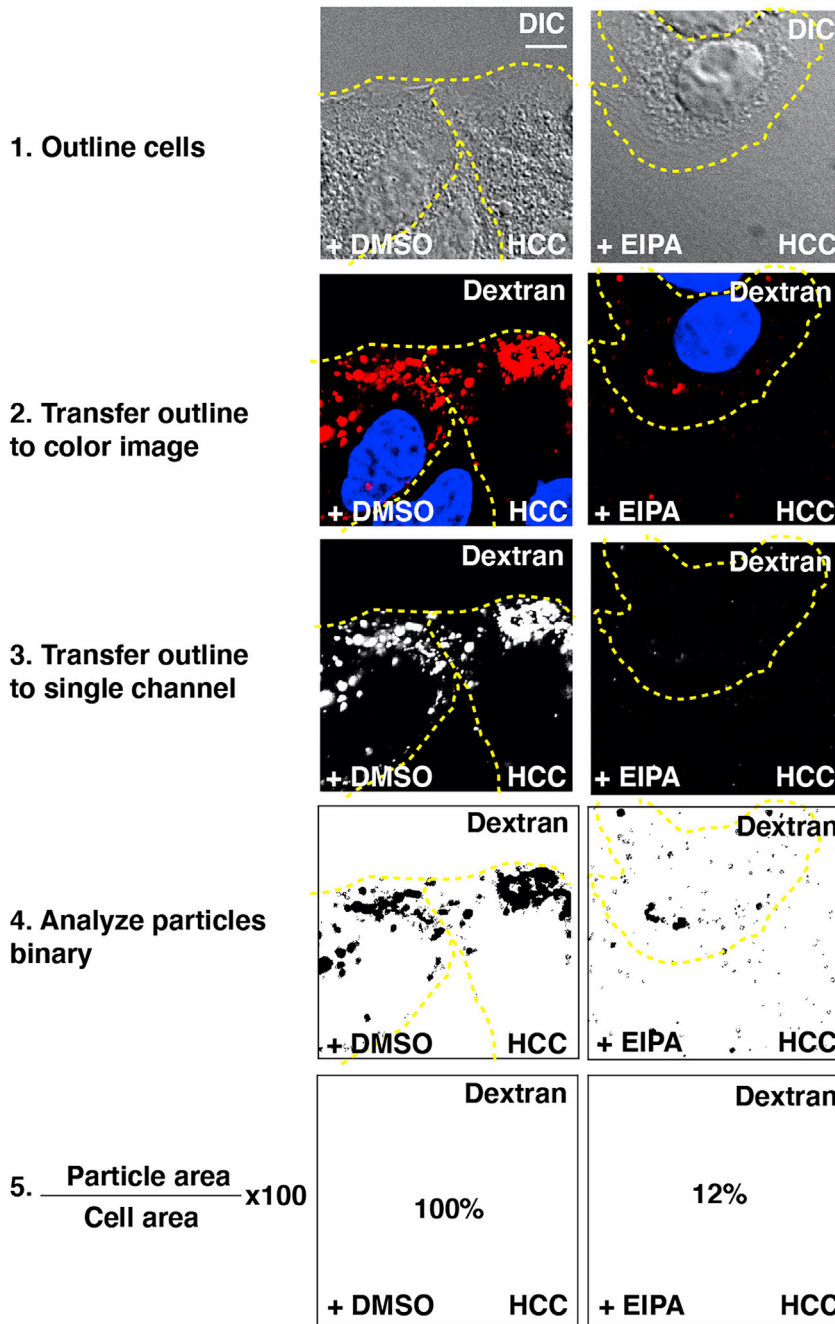 DIC
DIC
1. Outline cells
+ DMSO
HCC
+ EIPA
HCC
Dextran
Dextran
2. Transfer outline
to color image
+ DMSO
HCC
+ EIPA
HCC
Dextran
Dextran
3. Transfer outline
to single channel
+ DMSO
HCC
+ EIPA
HCC
Dextran
Dextran
4. Analyze particles
binary
+ DMSO
HCC
+ EIPA
HCC
Dextran
Dextran
5. Particle area
Cell area
x100
100%
12%
+ DMSO
HCC
+ EIPA
HCC